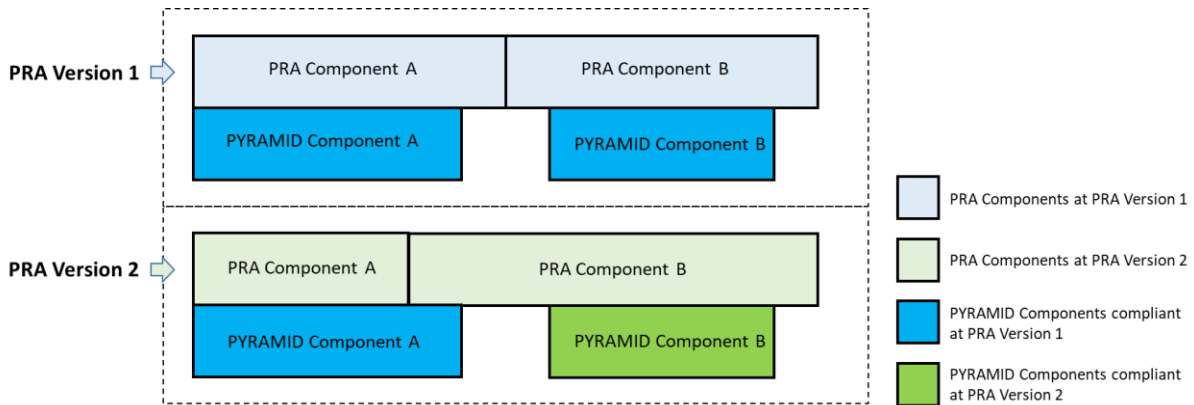 PRA Version 1
PRA Component A
PRA Component B
PYRAMID Component A
PYRAMID Component B
PRA Version 2
PRA Component A
PRA Component B
PYRAMID Component A
PYRAMID Component B
PRA Components at PRA Version 1
PRA Components at PRA Version 2
PYRAMID Components compliant
at PRA Version 1
PYRAMID Components compliant
at PRA Version 2